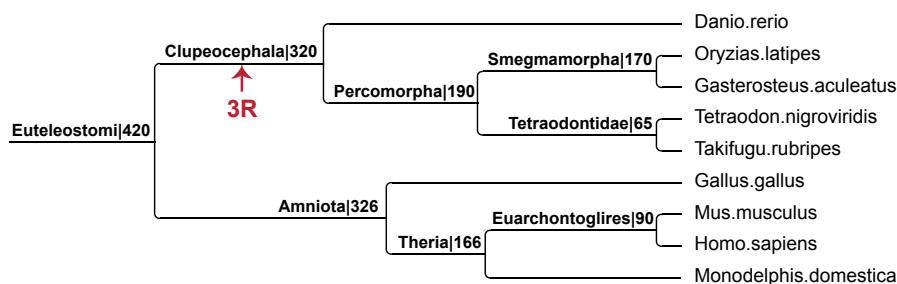 Danio.rerio
Clupeocephala|320
Smegmamorpha|170
Oryzias.latipes
Gasterosteus.aculeatus
Percomorpha|190
3R
Tetraodon.nigroviridis
Tetraodontidae|65
Euteleostomi|420
Takifugu.rubripes
Gallus.gallus
Amniota|326
Mus.musculus
Euarchontoglires|90
Theria|166
Homo.sapiens
Monodelphis.domestica